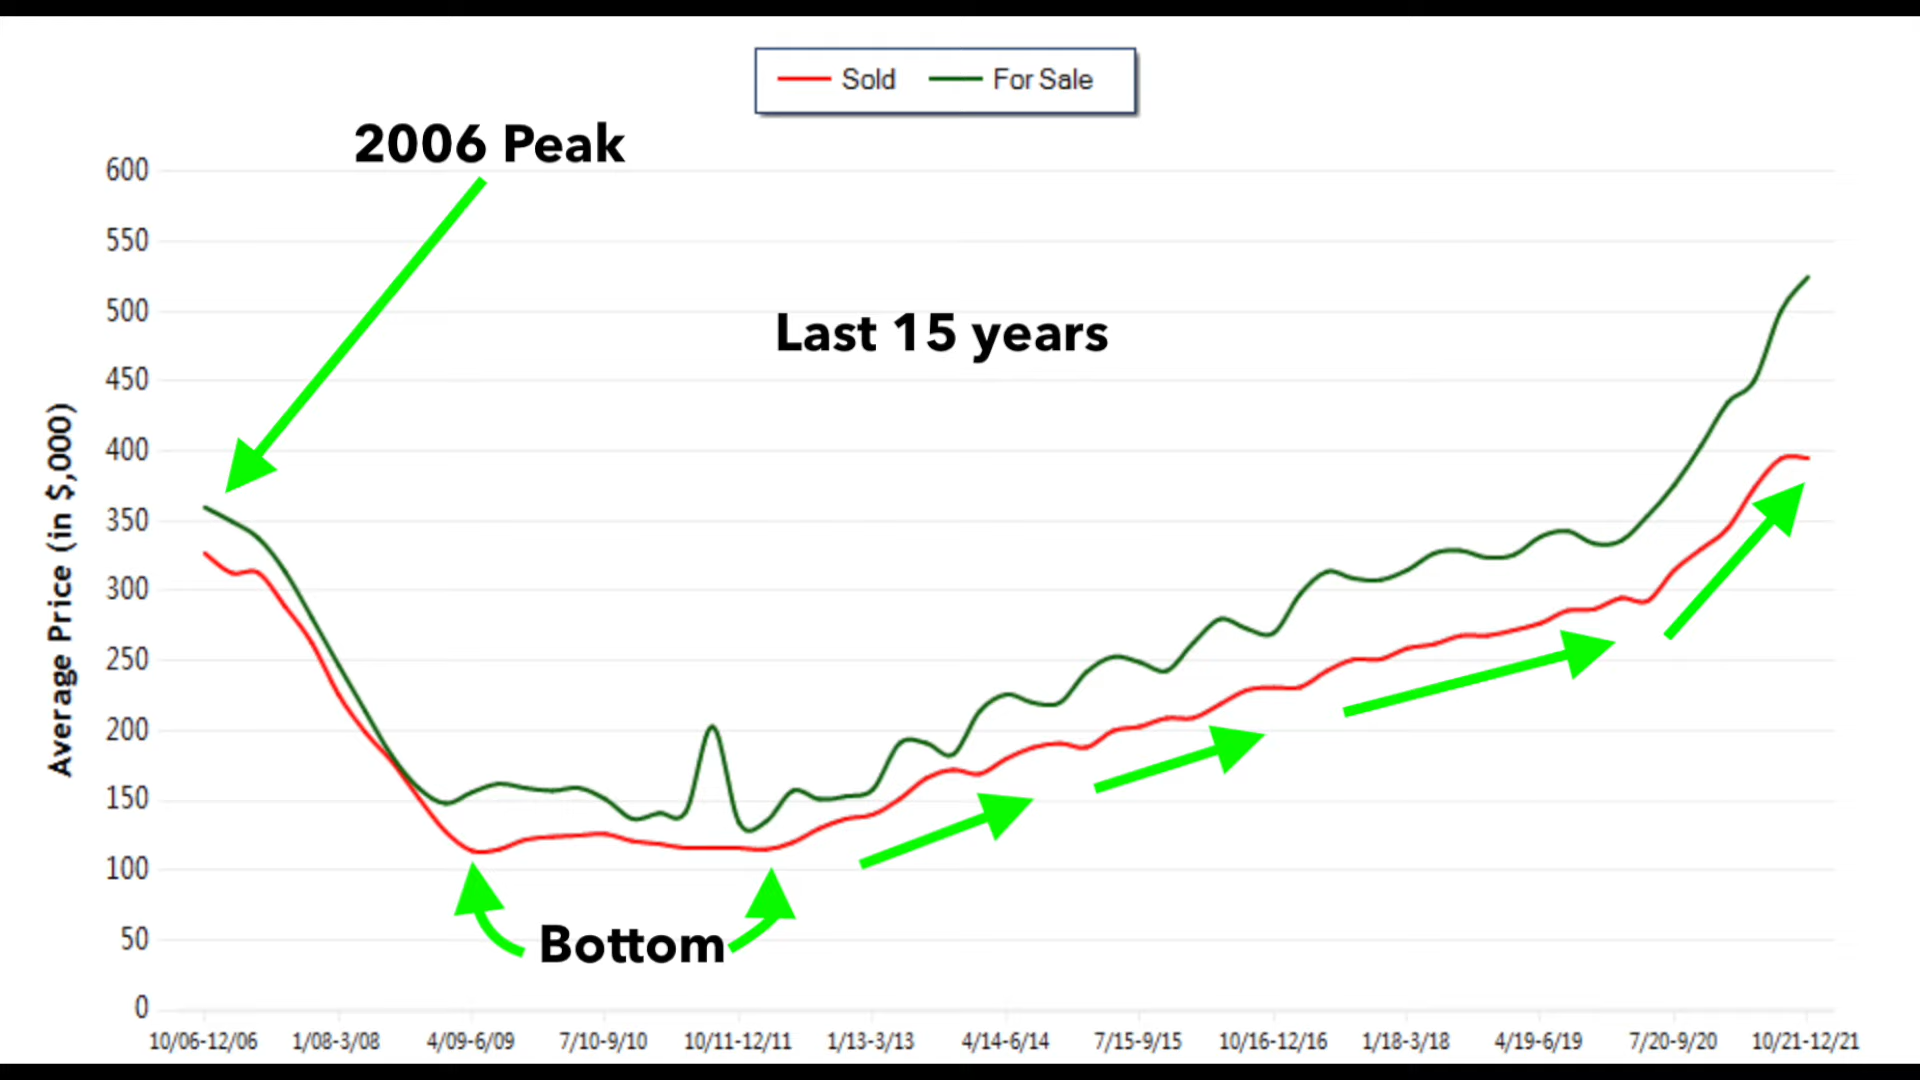 Sold For Sale
2006 Peak
600
550
500
Last 15 years
450
400
350
300
250
200
150
100
50
0
Average Price (in $,000)
Bottom
10/06-12/06 1/08-3/08 4/09-6/09 7/10-9/10 10/11-12/11 1/13-3/13 4/14-6/14 7/15-9/15 10/16-12/16 1/18-3/18 4/19-6/19 7/20-9/20 10/21-12/21